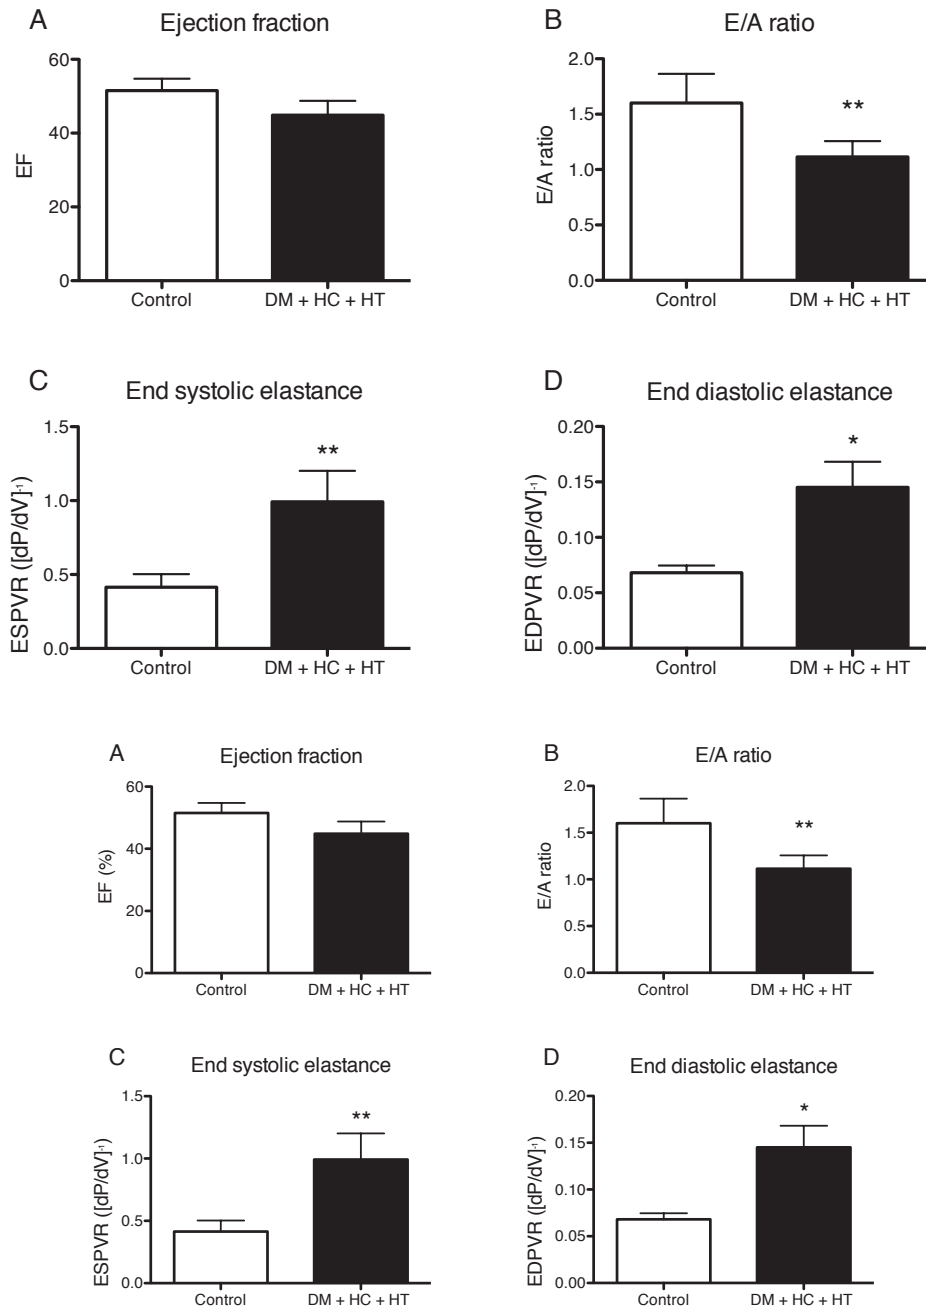 A
Ejection fraction
60
40
20
0
EF
Control
DM + HC + HT
B
E/A ratio
2.0
1.5
1.0
0.5
0.0
E/A ratio
**
Control
DM + HC + HT
C
End systolic elastance
1.5
1.0
0.5
0.0
ESPVR ([dP/dV]-1)
**
Control
DM + HC + HT
D
End diastolic elastance
0.20
0.15
0.10
0.05
0.00
EDPVR ([dP/dV]-1)
*
Control
DM + HC + HT
A
Ejection fraction
60
40
20
0
EF (%)
Control
DM + HC + HT
B
E/A ratio
2.0
1.5
1.0
0.5
0.0
E/A ratio
**
Control
DM + HC + HT
C
End systolic elastance
1.5
1.0
0.5
0.0
ESPVR ([dP/dV]-1)
**
Control
DM + HC + HT
D
End diastolic elastance
0.20
0.15
0.10
0.05
0.00
EDPVR ([dP/dV]-1)
*
Control
DM + HC + HT